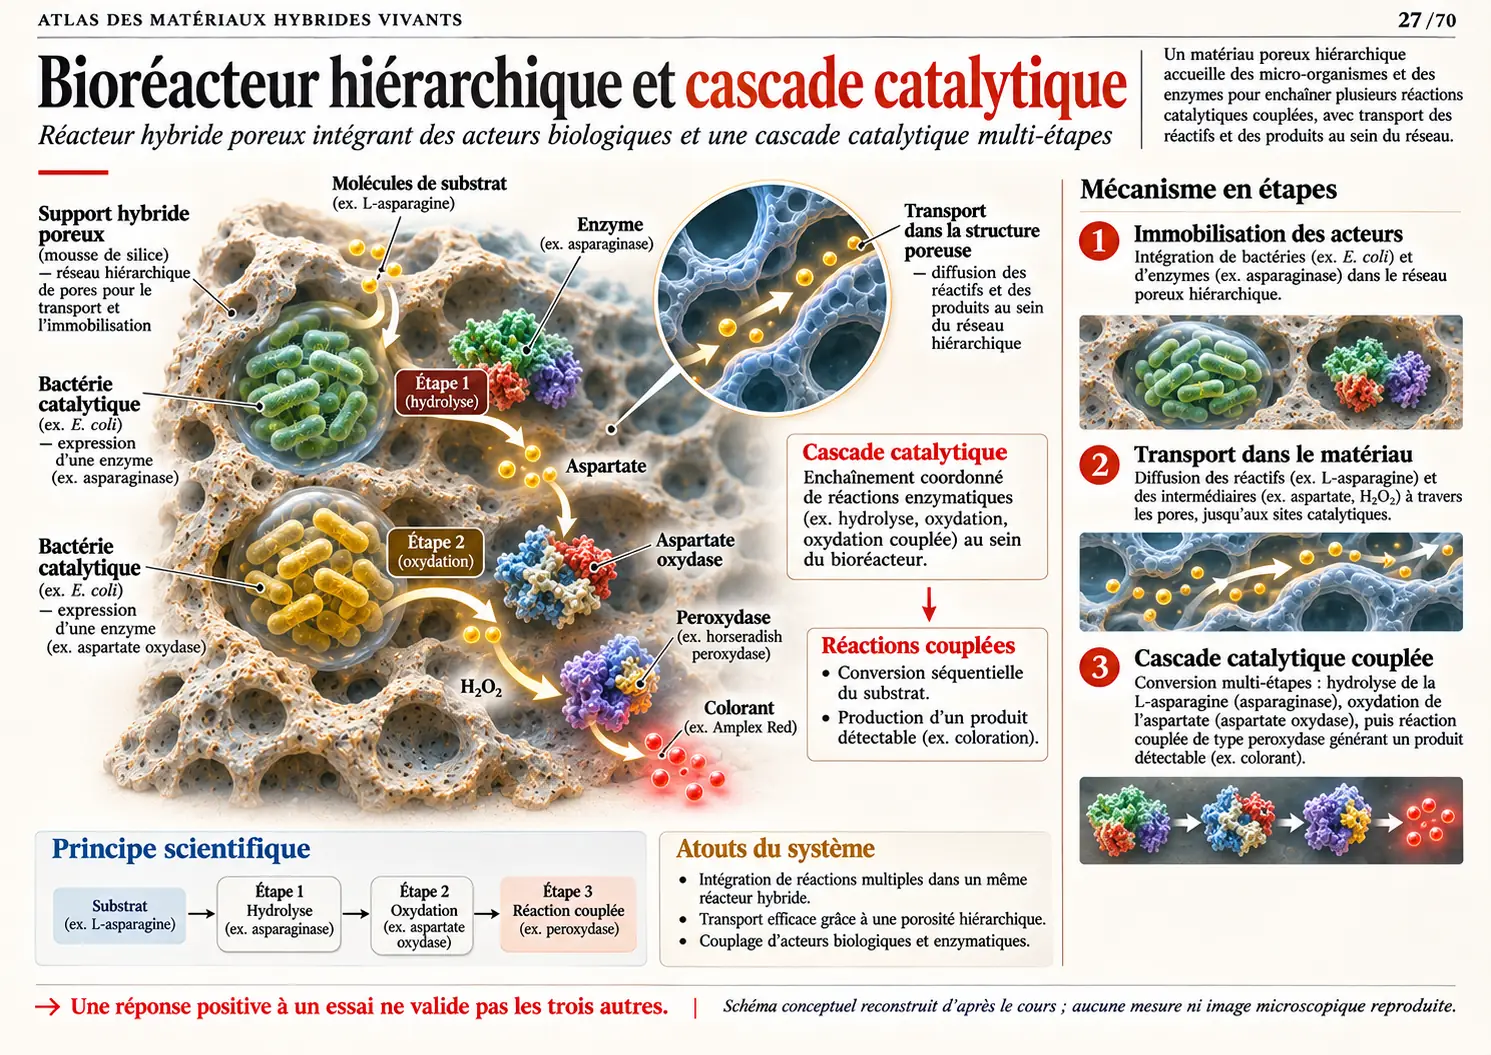 ATLAS DES MATÉRIAUX HYBRIDES VIVANTS
27 /70
Bioréacteur hiérarchique et cascade catalytique
Réacteur hybride poreux intégrant des acteurs biologiques et une cascade catalytique multi-étapes
Un matériau poreux hiérarchique
accueille des micro-organismes et des
enzymes pour enchaîner plusieurs réactions
catalytiques couplées, avec transport des
réactifs et des produits au sein du réseau.
Support hybride
poreux
(mousse de silice)
— réseau hiérarchique
de pores pour le
transport et
l'immobilisation
Molécules de substrat
(ex. L-asparagine)
Enzyme
(ex. asparaginase)
Transport
dans la structure
poreuse
— diffusion des
réactifs et des
produits au sein
du réseau
hiérarchique
Bactérie
catalytique
(ex. E. coli)
— expression
d'une enzyme
(ex. asparaginase)
Étape 1
(hydrolyse)
Aspartate
Bactérie
catalytique
(ex. E. coli)
— expression
d'une enzyme
(ex. aspartate oxydase)
Étape 2
(oxydation)
Aspartate
oxydase
H₂O₂
Peroxydase
(ex. horseradish
peroxydase)
Colorant
(ex. Amplex Red)
Cascade catalytique
Enchaînement coordonné
de réactions enzymatiques
(ex. hydrolyse, oxydation,
oxydation couplée) au sein
du bioréacteur.
Réactions couplées
• Conversion séquentielle
du substrat.
• Production d'un produit
détectable (ex. coloration).
Mécanisme en étapes
1
Immobilisation des acteurs
Intégration de bactéries (ex. E. coli) et
d'enzymes (ex. asparaginase) dans le réseau
poreux hiérarchique.
2
Transport dans le matériau
Diffusion des réactifs (ex. L-asparagine) et
des intermédiaires (ex. aspartate, H₂O₂) à travers
les pores, jusqu'aux sites catalytiques.
3
Cascade catalytique couplée
Conversion multi-étapes : hydrolyse de la
L-asparagine (asparaginase), oxydation de
l'aspartate (aspartate oxydase), puis réaction
couplée de type peroxydase générant un produit
détectable (ex. colorant).
Principe scientifique
Substrat
(ex. L-asparagine)
Étape 1
Hydrolyse
(ex. asparaginase)
Étape 2
Oxydation
(ex. aspartate
oxydase)
Étape 3
Réaction couplée
(ex. peroxydase)
Atouts du système
• Intégration de réactions multiples dans un même
réacteur hybride.
• Transport efficace grâce à une porosité hiérarchique.
• Couplage d'acteurs biologiques et enzymatiques.
→ Une réponse positive à un essai ne valide pas les trois autres.
Schéma conceptuel reconstruit d'après le cours ; aucune mesure ni image microscopique reproduite.